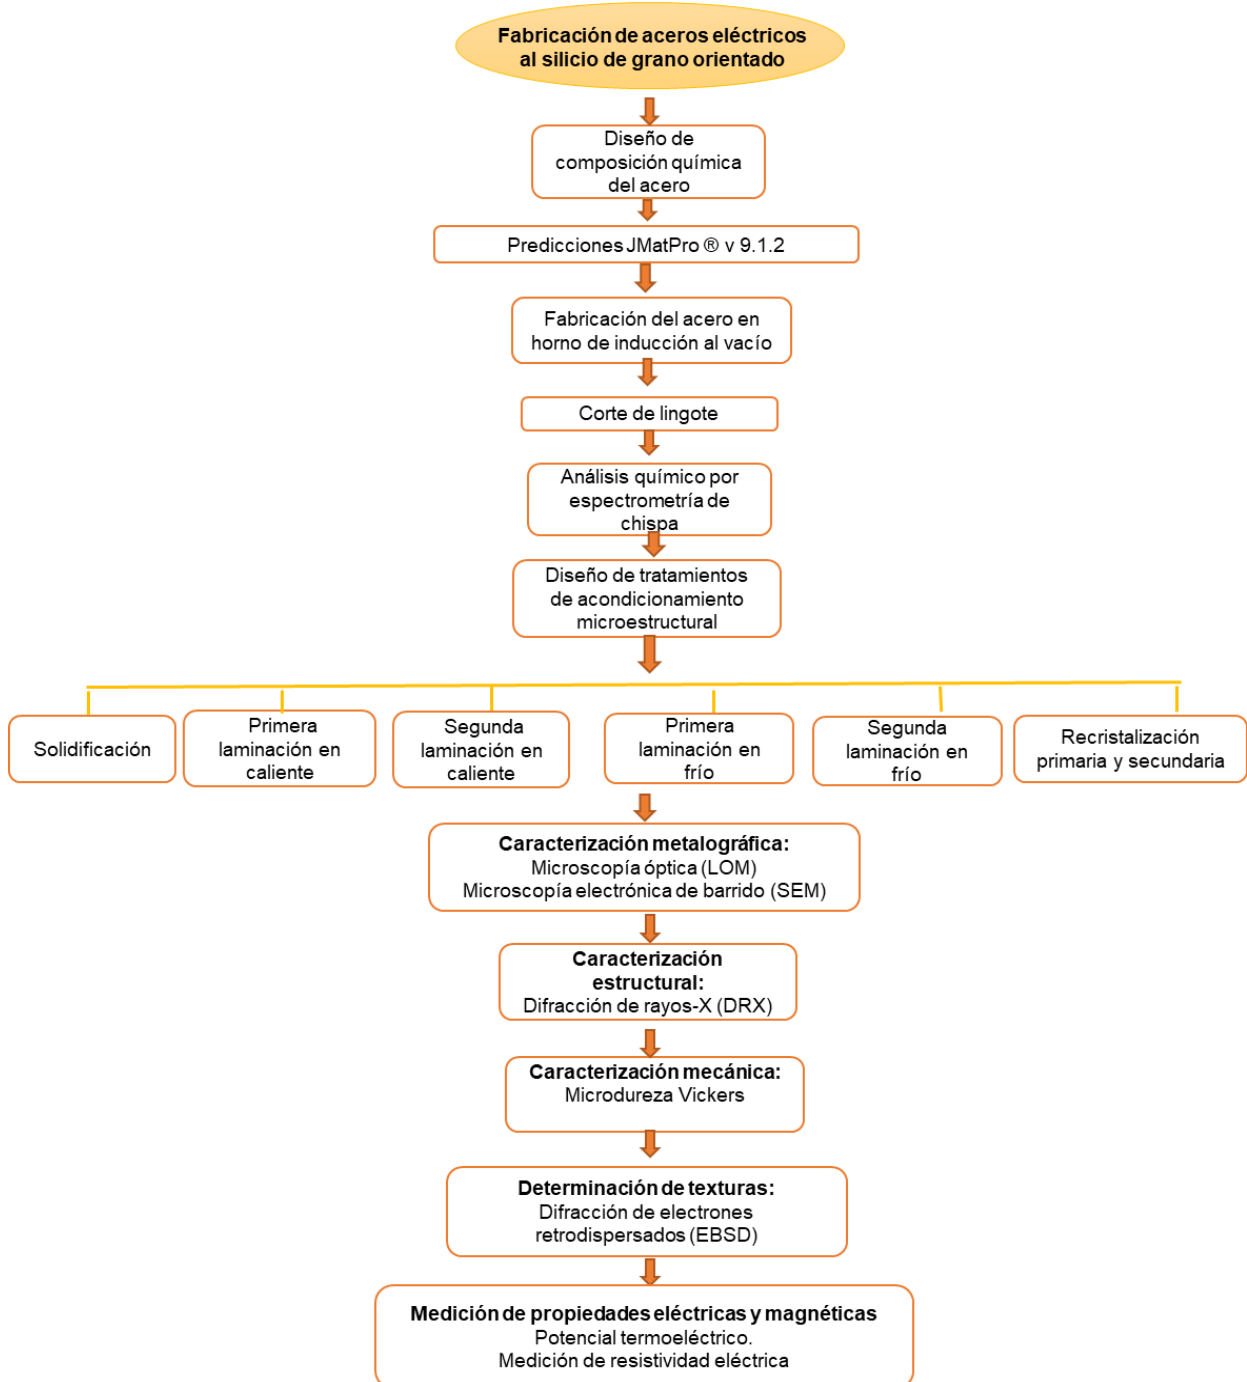 Fabricación de aceros eléctricos
al silicio de grano orientado
Diseño de
composición química
del acero
Predicciones JMatPro ® v 9.1.2
Fabricación del acero en
horno de inducción al vacío
Corte de lingote
Análisis químico por
espectrometría de
chispa
Diseño de tratamientos
de acondicionamiento
microestructural
Solidificación
Primera
laminación en
caliente
Segunda
laminación en
caliente
Primera
laminación en
frío
Segunda
laminación en
frío
Recristalización
primaria y secundaria
Caracterización metalográfica:
Microscopía óptica (LOM)
Microscopía electrónica de barrido (SEM)
Caracterización
estructural:
Difracción de rayos-X (DRX)
Caracterización mecánica:
Microdureza Vickers
Determinación de texturas:
Difracción de electrones
retrodispersados (EBSD)
Medición de propiedades eléctricas y magnéticas
Potencial termoeléctrico.
Medición de resistividad eléctrica